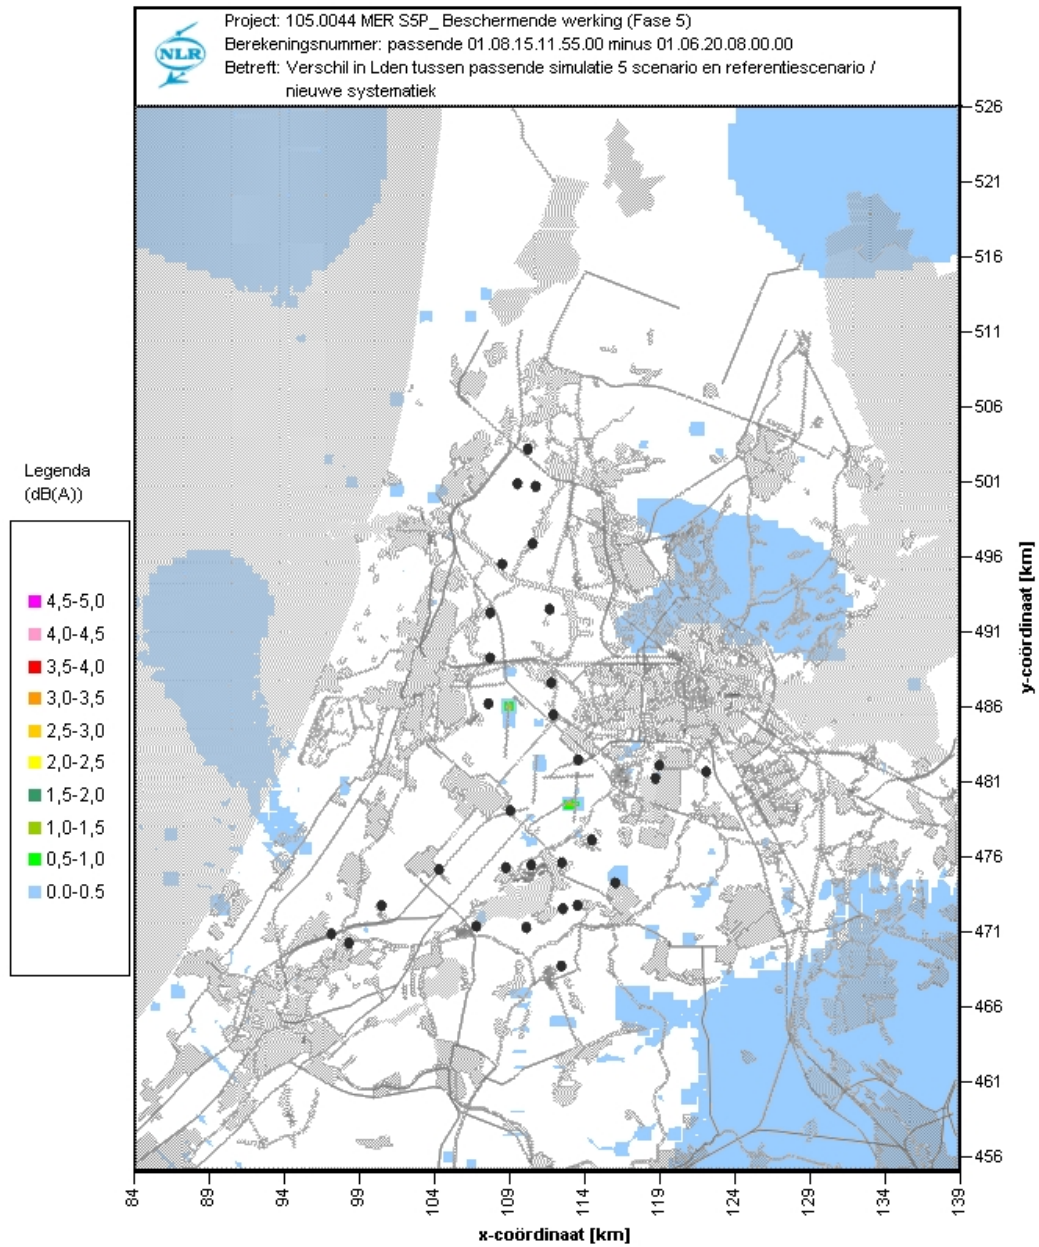 Project: 105.0044 MER S5P_ Beschermende werking (Fase 5)
Berekeningsnummer: passende 01.08.15.11.55.00 minus 01.06.20.08.00.00
Betreft: Verschil in Lden tussen passende simulatie 5 scenario en referentiescenario /
nieuwe systematiek
NLR
526
521
516
511
506
501
496
491
486
481
476
471
466
461
456
y-coördinaat [km]
Legenda
(dB(A))
4,5-5,0
4,0-4,5
3,5-4,0
3,0-3,5
2,5-3,0
2,0-2,5
1,5-2,0
1,0-1,5
0,5-1,0
0.0-0.5
84 89 94 99 104 109 114 119 124 129 134 139
x-coördinaat [km]